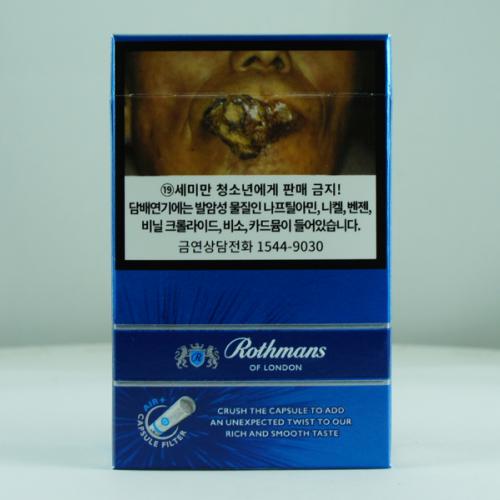 ⑲세미만 청소년에게 판매 금지!
담배연기에는 발암성 물질인 나프틸아민, 니켈, 벤젠,
비닐 크롤라이드, 비소, 카드뮴이 들어있습니다.
금연상담전화 1544-9030
R
Rothmans
OF LONDON
AIR+
CAPSULE FILTER
CRUSH THE CAPSULE TO ADD
AN UNEXPECTED TWIST TO OUR
RICH AND SMOOTH TASTE